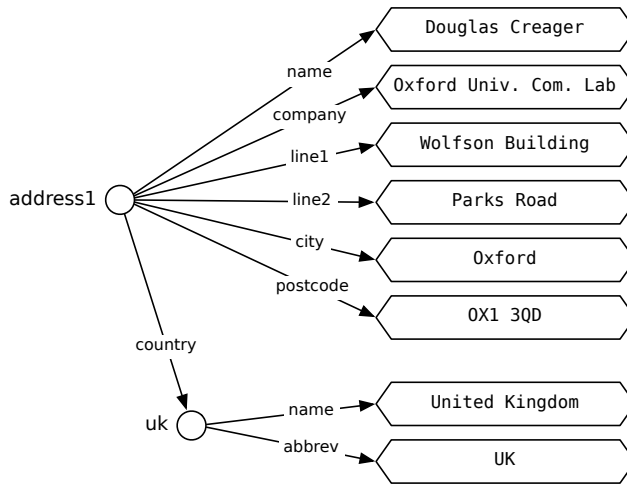 Douglas Creager
name
Oxford Univ. Com. Lab
company
Wolfson Building
line1
address1
line2
Parks Road
city
Oxford
postcode
OX1 3QD
country
name
United Kingdom
uk
abbrev
UK